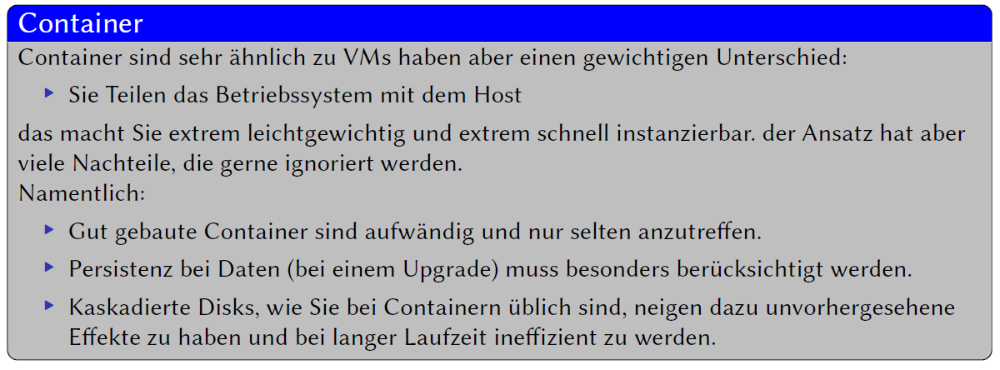 Container
Container sind sehr ähnlich zu VMs haben aber einen gewichtigen Unterschied:
Sie Teilen das Betriebssystem mit dem Host
das macht Sie extrem leichtgewichtig und extrem schnell instanzierbar. der Ansatz hat aber
viele Nachteile, die gerne ignoriert werden.
Namentlich:
Gut gebaute Container sind aufwändig und nur selten anzutreffen.
Persistenz bei Daten (bei einem Upgrade) muss besonders berücksichtigt werden.
Kaskadierte Disks, wie Sie bei Containern üblich sind, neigen dazu unvorhergesehene
Effekte zu haben und bei langer Laufzeit ineffizient zu werden.